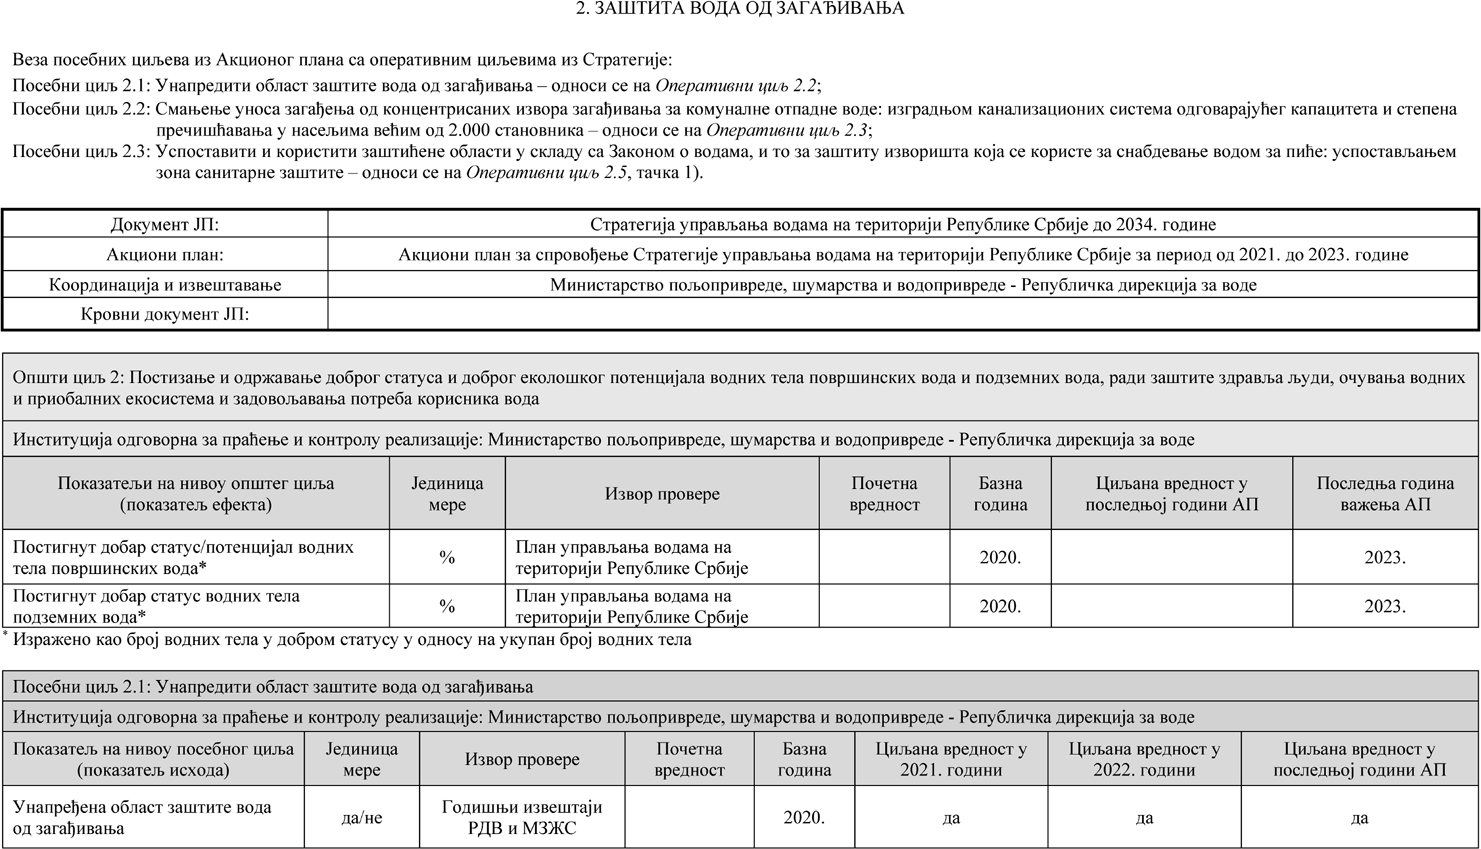 2. ЗАШТИТА ВОДА ОД ЗАГАЂИВАЊА
Веза посебних циљева из Акционог плана са оперативним циљевима из Стратегије:
Посебни циљ 2.1: Унапредити област заштите вода од загађивања – односи се на Оперативни циљ 2.2;
Посебни циљ 2.2: Смањење уноса загађења од концентрисаних извора загађивања за комуналне отпадне воде: изградњом канализационих система одговарајућег капацитета и степена
пречишћавања у насељима већим од 2.000 становника – односи се на Оперативни циљ 2.3;
Посебни циљ 2.3: Успоставити и користити заштићене области у складу са Законом о водама, и то за заштиту изворишта која се користе за снабдевање водом за пиће: успостављањем
зона санитарне заштите – односи се на Оперативни циљ 2.5, тачка 1).
Документ ЈП: Стратегија управљања водама на територији Републике Србије до 2034. године
Акциони план: Акциони план за спровођење Стратегије управљања водама на територији Републике Србије за период од 2021. до 2023. године
Координација и извештавање Министарство пољопривреде, шумарства и водопривреде - Републичка дирекција за воде
Кровни документ ЈП:
Општи циљ 2: Постизање и одржавање доброг статуса и доброг еколошког потенцијала водних тела површинских вода и подземних вода, ради заштите здравља људи, очувања водних
и приобалних екосистема и задовољавања потреба корисника вода
Институција одговорна за праћење и контролу реализације: Министарство пољопривреде, шумарства и водопривреде - Републичка дирекција за воде
Показатељи на нивоу општег циља
(показатељ ефекта)
Јединица
мере
Извор провере
Почетна
вредност
Базна
година
Циљана вредност у
последњој години АП
Последња година
важења АП
Постигнут добар статус/потенцијал водних
тела површинских вода*
%
План управљања водама на
територији Републике Србије
2020.
2023.
Постигнут добар статус водних тела
подземних вода*
%
План управљања водама на
територији Републике Србије
2020.
2023.
* Изражено као број водних тела у добром статусу у односу на укупан број водних тела
Посебни циљ 2.1: Унапредити област заштите вода од загађивања
Институција одговорна за праћење и контролу реализације: Министарство пољопривреде, шумарства и водопривреде - Републичка дирекција за воде
Показатељ на нивоу посебног циља
(показатељ исхода)
Јединица
мере
Извор провере
Почетна
вредност
Базна
година
Циљана вредност у
2021. години
Циљана вредност у
2022. години
Циљана вредност у
последњој години АП
Унапређена област заштите вода
од загађивања
да/не
Годишњи извештаји
РДВ и МЗЖС
2020.
да
да
да